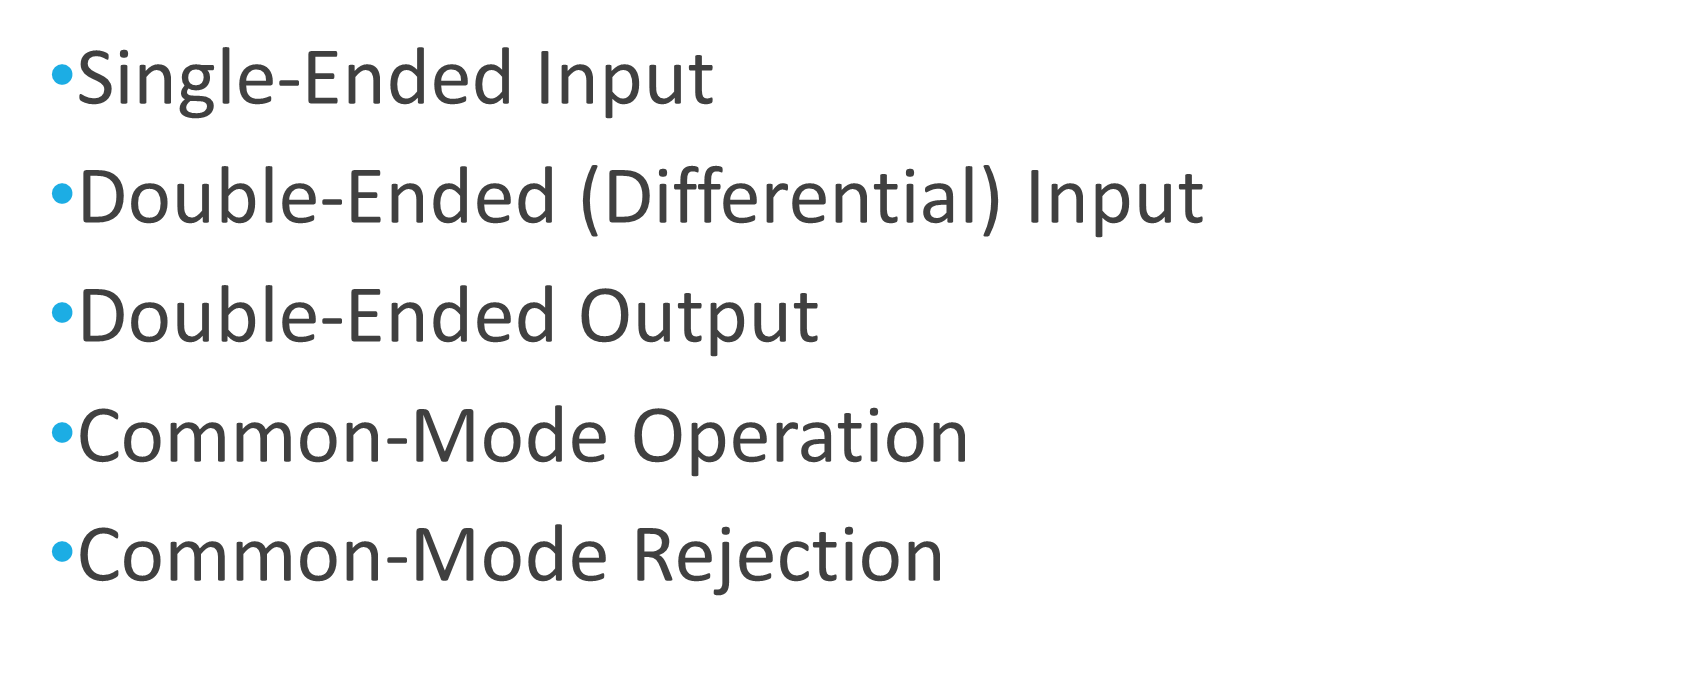 •Single-Ended Input
•Double-Ended (Differential) Input
•Double-Ended Output
•Common-Mode Operation
•Common-Mode Rejection